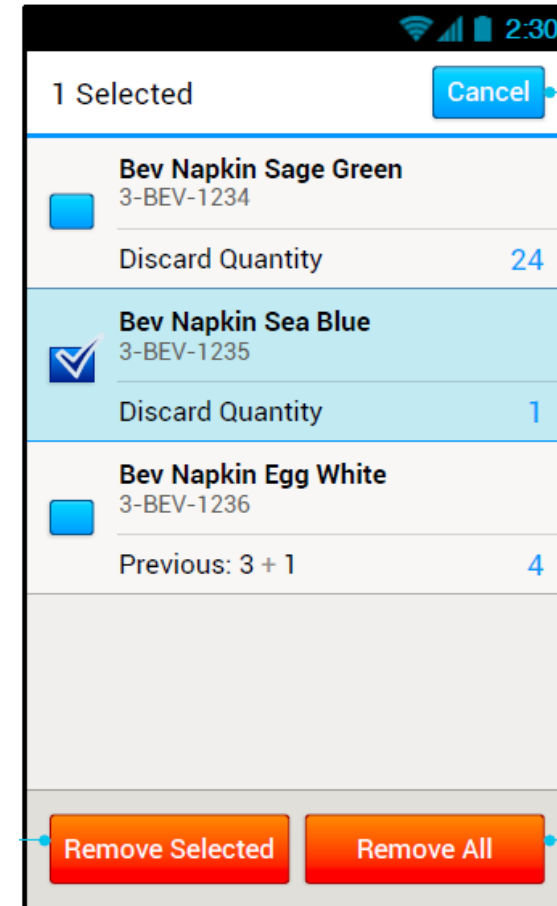 2:30
1 Selected
Cancel
Bev Napkin Sage Green
3-BEV-1234
Discard Quantity 24
Bev Napkin Sea Blue
3-BEV-1235
Discard Quantity 1
Bev Napkin Egg White
3-BEV-1236
Previous: 3 + 1 4
Remove Selected
Remove All